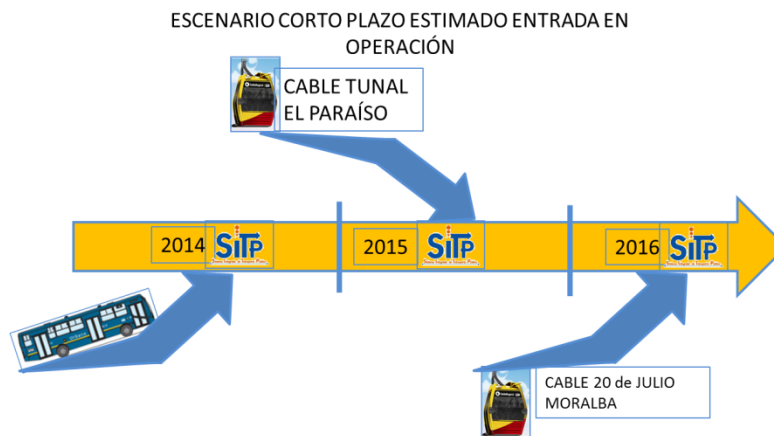 ESCENARIO CORTO PLAZO ESTIMADO ENTRADA EN
OPERACIÓN
CABLE TUNAL
EL PARAÍSO
2014
SITP
2015
SITP
2016
SITP
CABLE 20 de JULIO
MORALBA